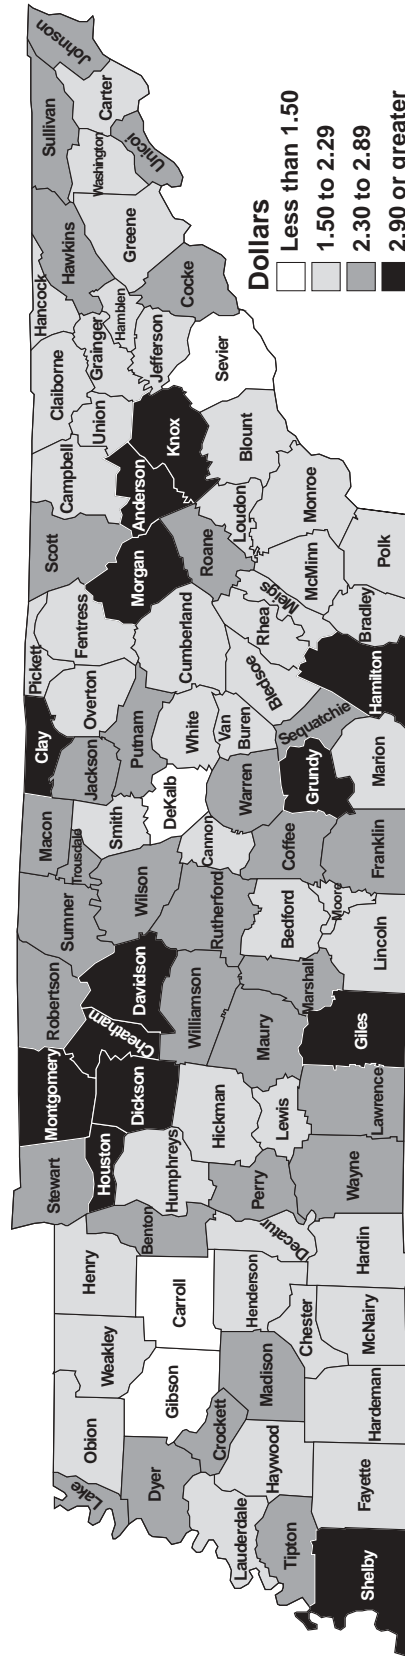 Johnson
Sullivan
Carter
Washington
Unicoi
Hancock
Hawkins
Greene
Claiborne
Grainger
Hamblen
Cocke
Jefferson
Union
Campbell
Knox
Sevier
Anderson
Blount
Scott
Morgan
Roane
Loudon
Monroe
McMinn
Polk
Pickett
Fentress
Cumberland
Rhea
Meigs
Bradley
Bledsoe
Hamilton
Overton
Clay
Jackson
Putnam
White
Van
Buren
Sequatchie
Macon
Trousdale
Smith
DeKalb
Warren
Grundy
Marion
Cannon
Coffee
Franklin
Sumner
Wilson
Rutherford
Bedford
Moore
Lincoln
Robertson
Davidson
Cheatham
Williamson
Marshall
Maury
Giles
Montgomery
Dickson
Hickman
Lewis
Lawrence
Stewart
Houston
Humphreys
Perry
Wayne
Benton
Decatur
Hardin
Henry
Carroll
Henderson
Chester
McNairy
Weakley
Gibson
Madison
Hardeman
Obion
Crockett
Haywood
Fayette
Lake
Dyer
Lauderdale
Tipton
Shelby
Dollars
Less than 1.50
1.50 to 2.29
2.30 to 2.89
2.90 or greater